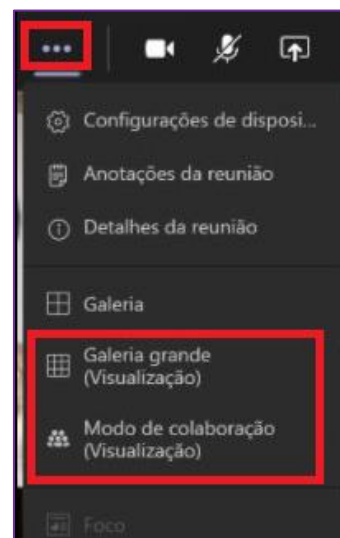 Configurações de disposi...
Anotações da reunião
Detalhes da reunião
Galeria
Galeria grande
(Visualização)
Modo de colaboração
(Visualização)
Foco